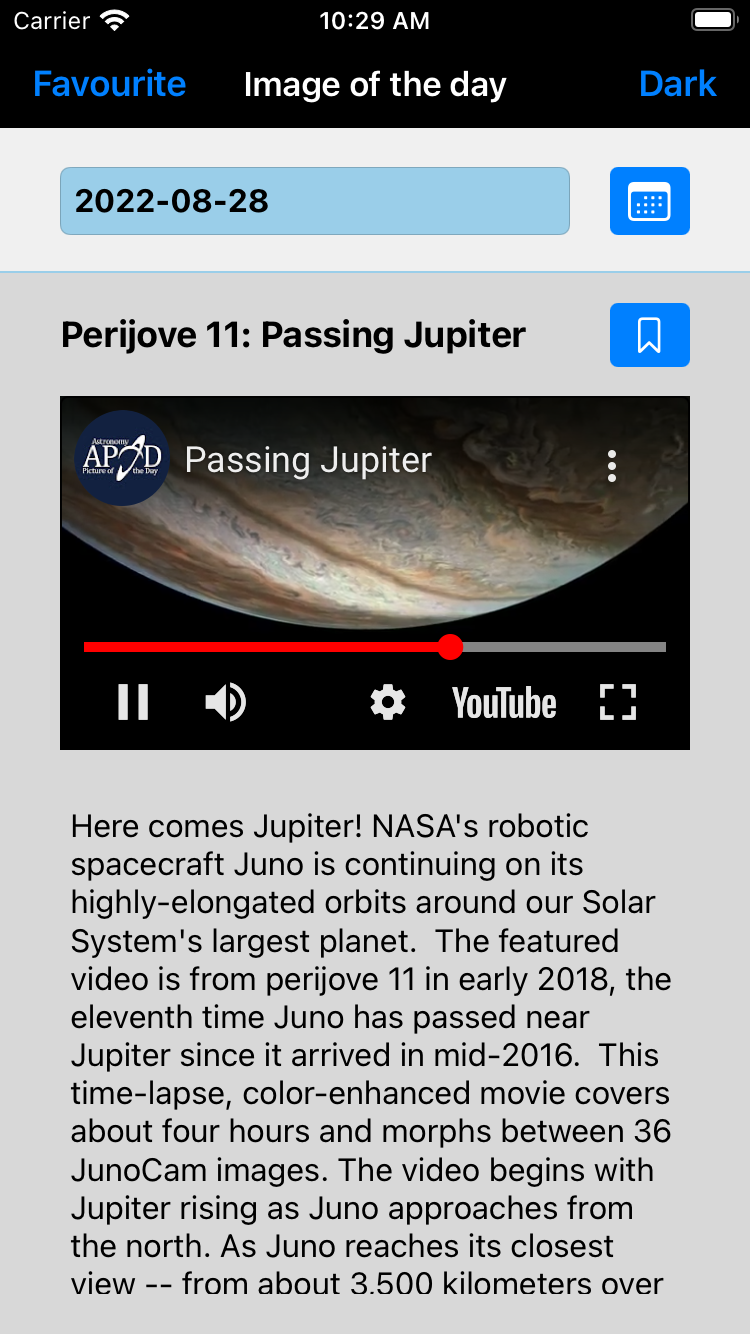 Carrier 10:29 AM
Favourite Image of the day Dark
2022-08-28
Perijove 11: Passing Jupiter
Astronomy
APOD
Picture of the Day
Passing Jupiter
YouTube
Here comes Jupiter! NASA's robotic
spacecraft Juno is continuing on its
highly-elongated orbits around our Solar
System's largest planet.  The featured
video is from perijove 11 in early 2018, the
eleventh time Juno has passed near
Jupiter since it arrived in mid-2016.  This
time-lapse, color-enhanced movie covers
about four hours and morphs between 36
JunoCam images. The video begins with
Jupiter rising as Juno approaches from
the north. As Juno reaches its closest
view -- from about 3,500 kilometers over